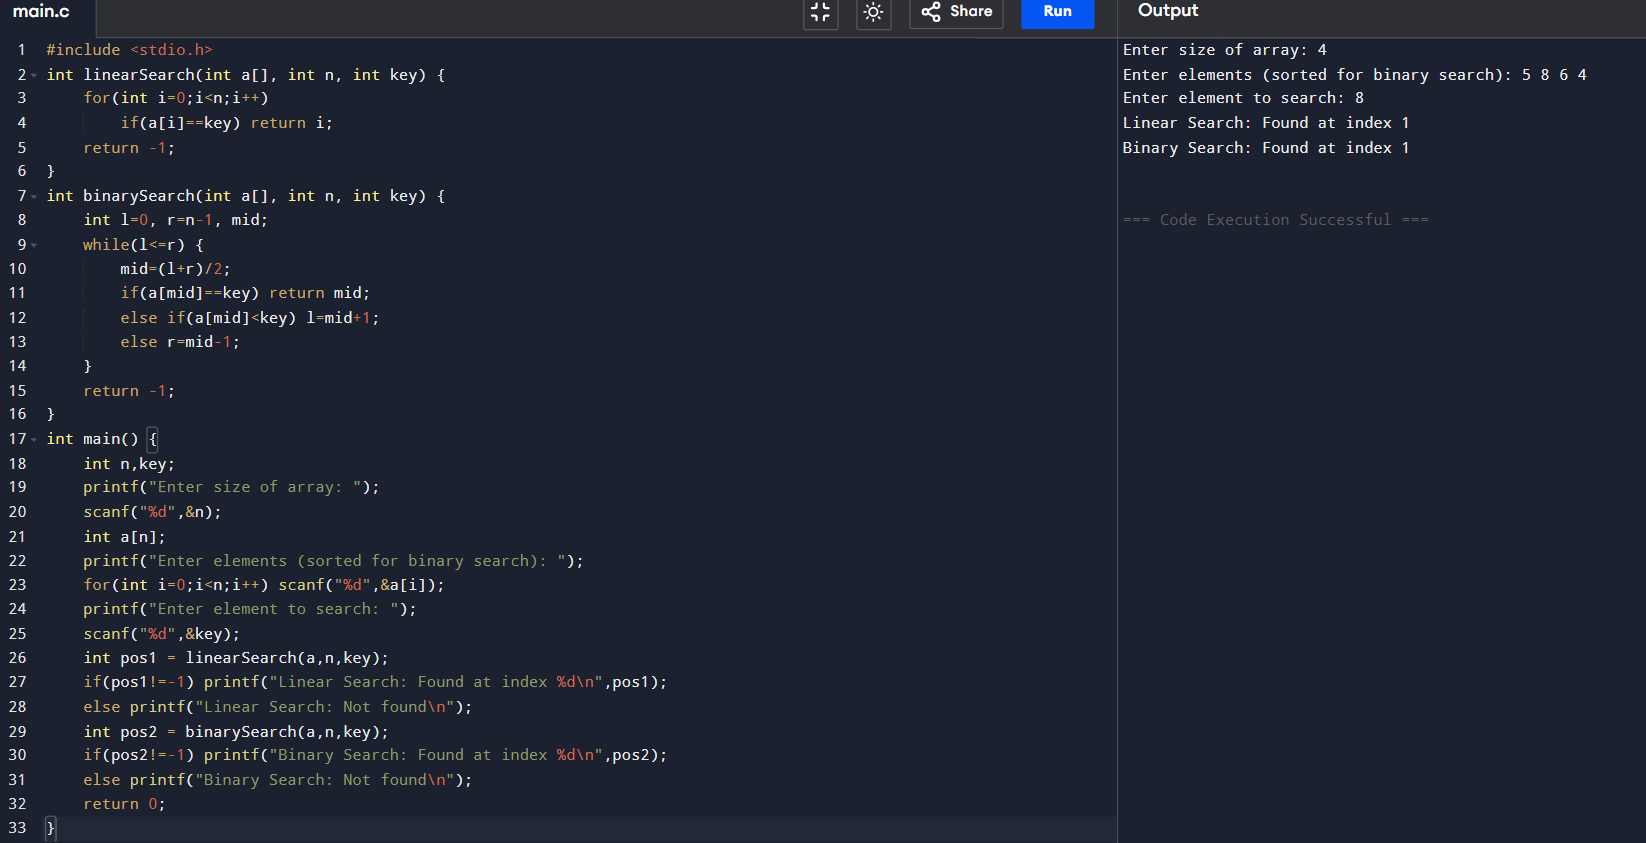 main.c
Share
Run
Output
1 #include <stdio.h>
2 int linearSearch(int a[], int n, int key) {
3     for(int i=0;i<n;i++)
4         if(a[i]==key) return i;
5     return -1;
6 }
7 int binarySearch(int a[], int n, int key) {
8     int l=0, r=n-1, mid;
9     while(l<=r) {
10         mid=(l+r)/2;
11         if(a[mid]==key) return mid;
12         else if(a[mid]<key) l=mid+1;
13         else r=mid-1;
14     }
15     return -1;
16 }
17 int main() {
18     int n,key;
19     printf("Enter size of array: ");
20     scanf("%d",&n);
21     int a[n];
22     printf("Enter elements (sorted for binary search): ");
23     for(int i=0;i<n;i++) scanf("%d",&a[i]);
24     printf("Enter element to search: ");
25     scanf("%d",&key);
26     int pos1 = linearSearch(a,n,key);
27     if(pos1!=-1) printf("Linear Search: Found at index %d\n",pos1);
28     else printf("Linear Search: Not found\n");
29     int pos2 = binarySearch(a,n,key);
30     if(pos2!=-1) printf("Binary Search: Found at index %d\n",pos2);
31     else printf("Binary Search: Not found\n");
32     return 0;
33 }
Enter size of array: 4
Enter elements (sorted for binary search): 5 8 6 4
Enter element to search: 8
Linear Search: Found at index 1
Binary Search: Found at index 1
=== Code Execution Successful ===